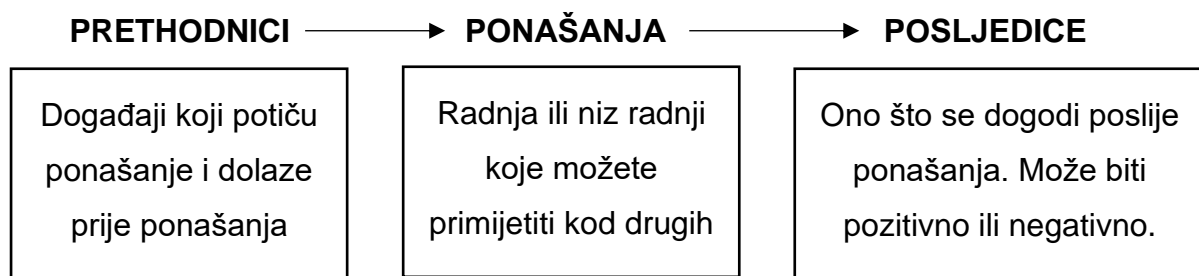 PRETHODNICI PONAŠANJA POSLJEDICE
Događaji koji potiču
ponašanje i dolaze
prije ponašanja
Radnja ili niz radnji
koje možete
primijetiti kod drugih
Ono što se dogodi poslije
ponašanja. Može biti
pozitivno ili negativno.